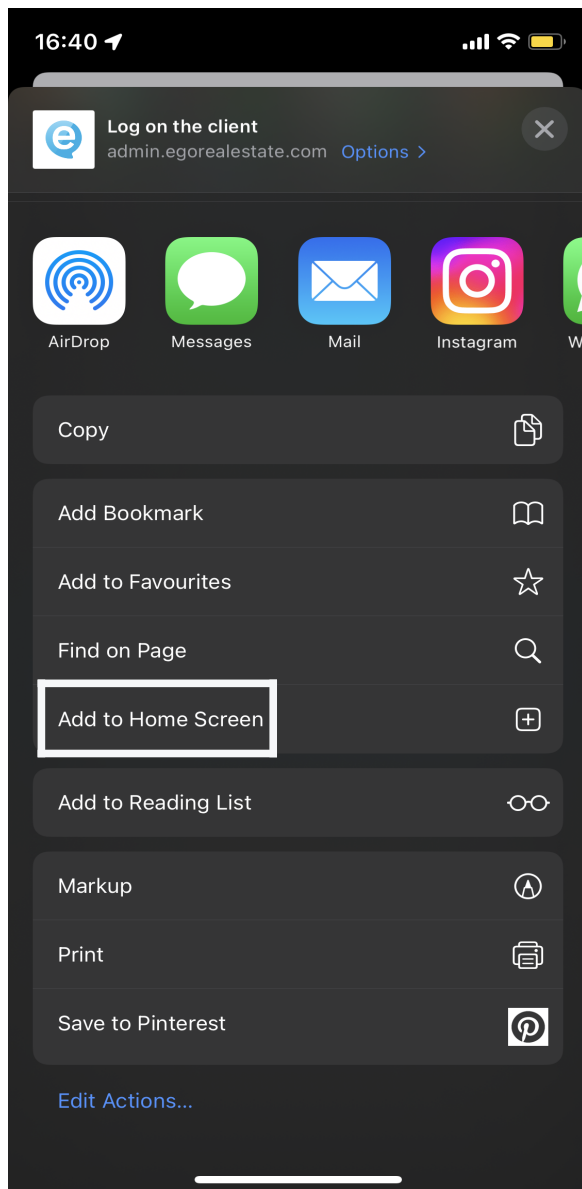 16:40
Log on the client
admin.egorealestate.com Options >
AirDrop Messages Mail Instagram W
Copy
Add Bookmark
Add to Favourites
Find on Page
Add to Home Screen
Add to Reading List
Markup
Print
Save to Pinterest
Edit Actions...